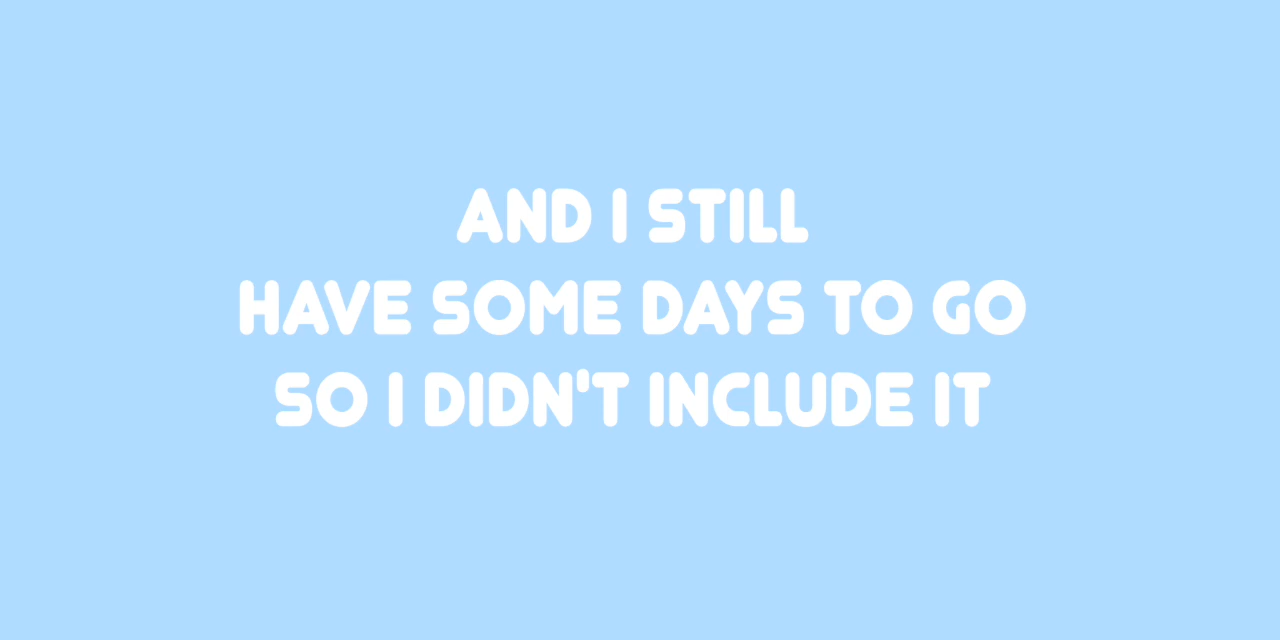 AND I STILL
HAVE SOME DAYS TO GO
SO I DIDN'T INCLUDE IT